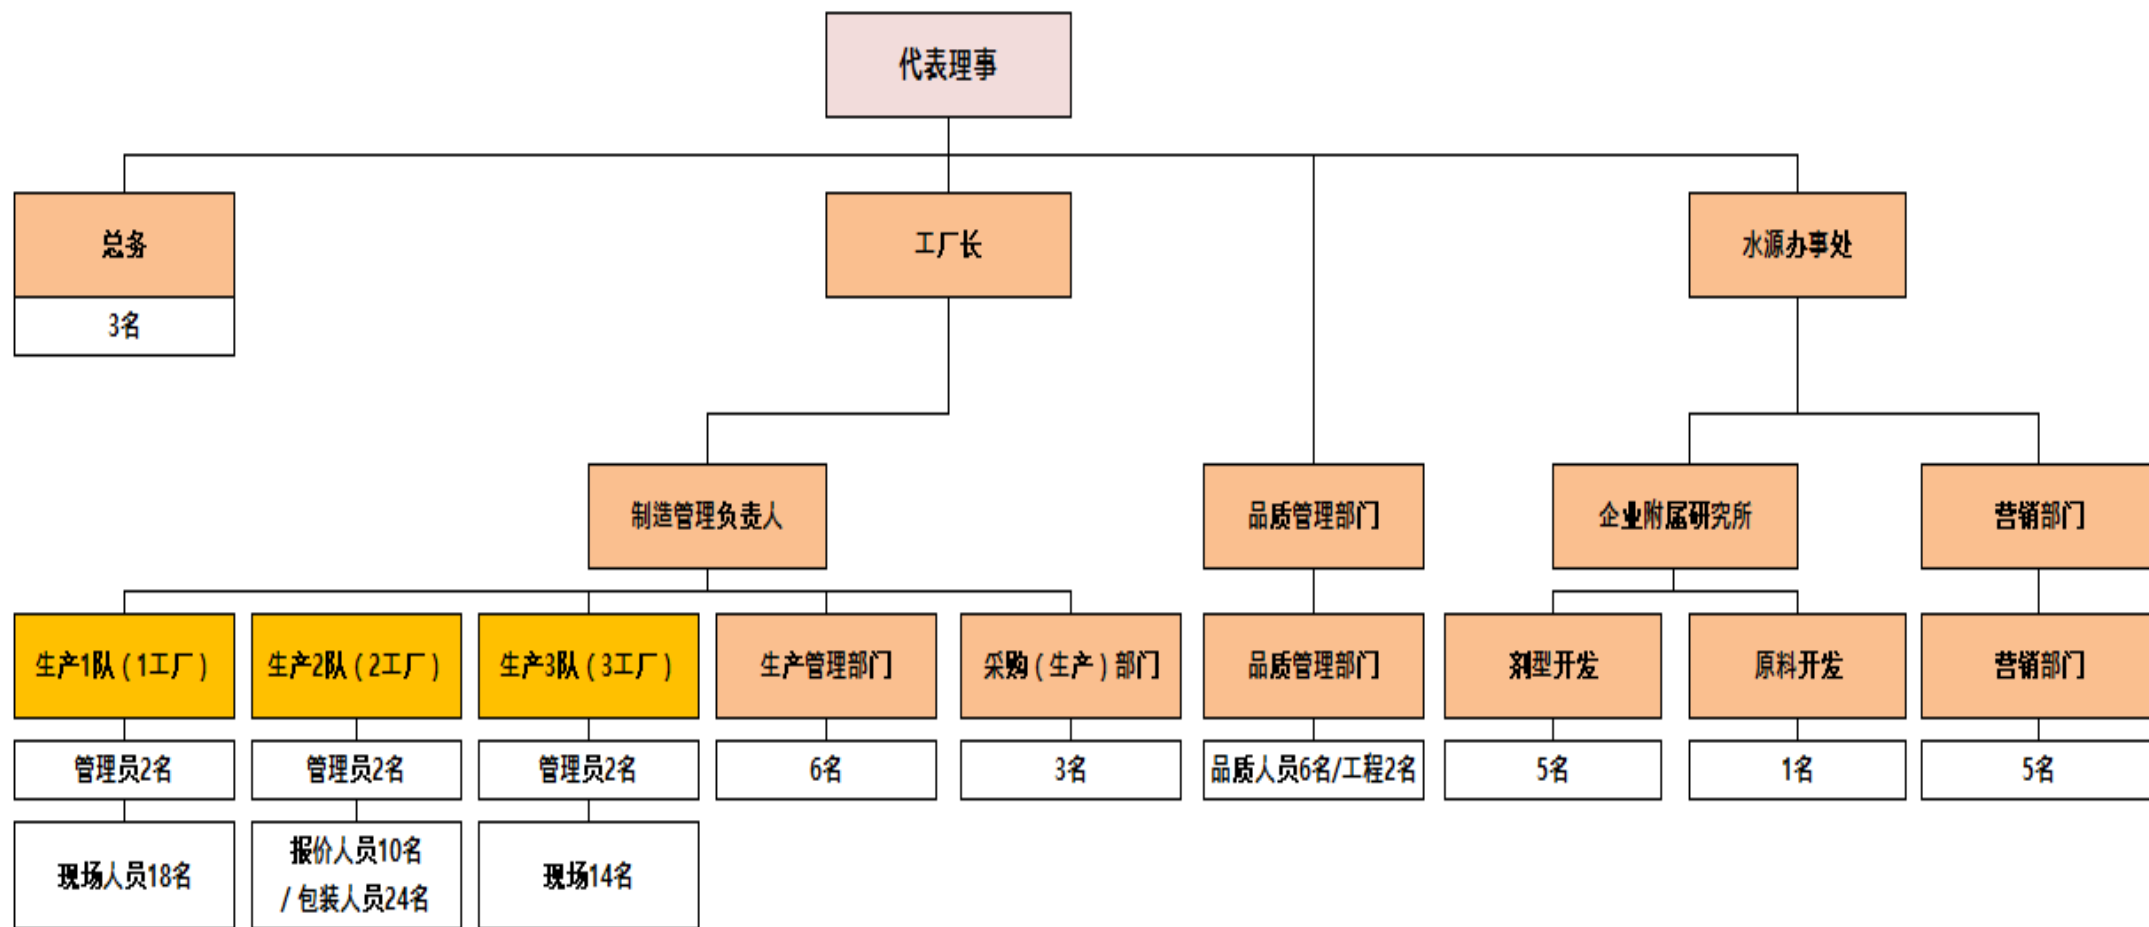 代表理事
总务
工厂长
水源办事处
3名
制造管理负责人
品质管理部门
企业附属研究所
营销部门
生产1队（1工厂）
生产2队（2工厂）
生产3队（3工厂）
生产管理部门
采购（生产）部门
品质管理部门
剂型开发
原料开发
营销部门
管理员2名
管理员2名
管理员2名
6名
3名
品质人员6名/工程2名
5名
1名
5名
现场人员18名
报价人员10名
/ 包装人员24名
现场14名